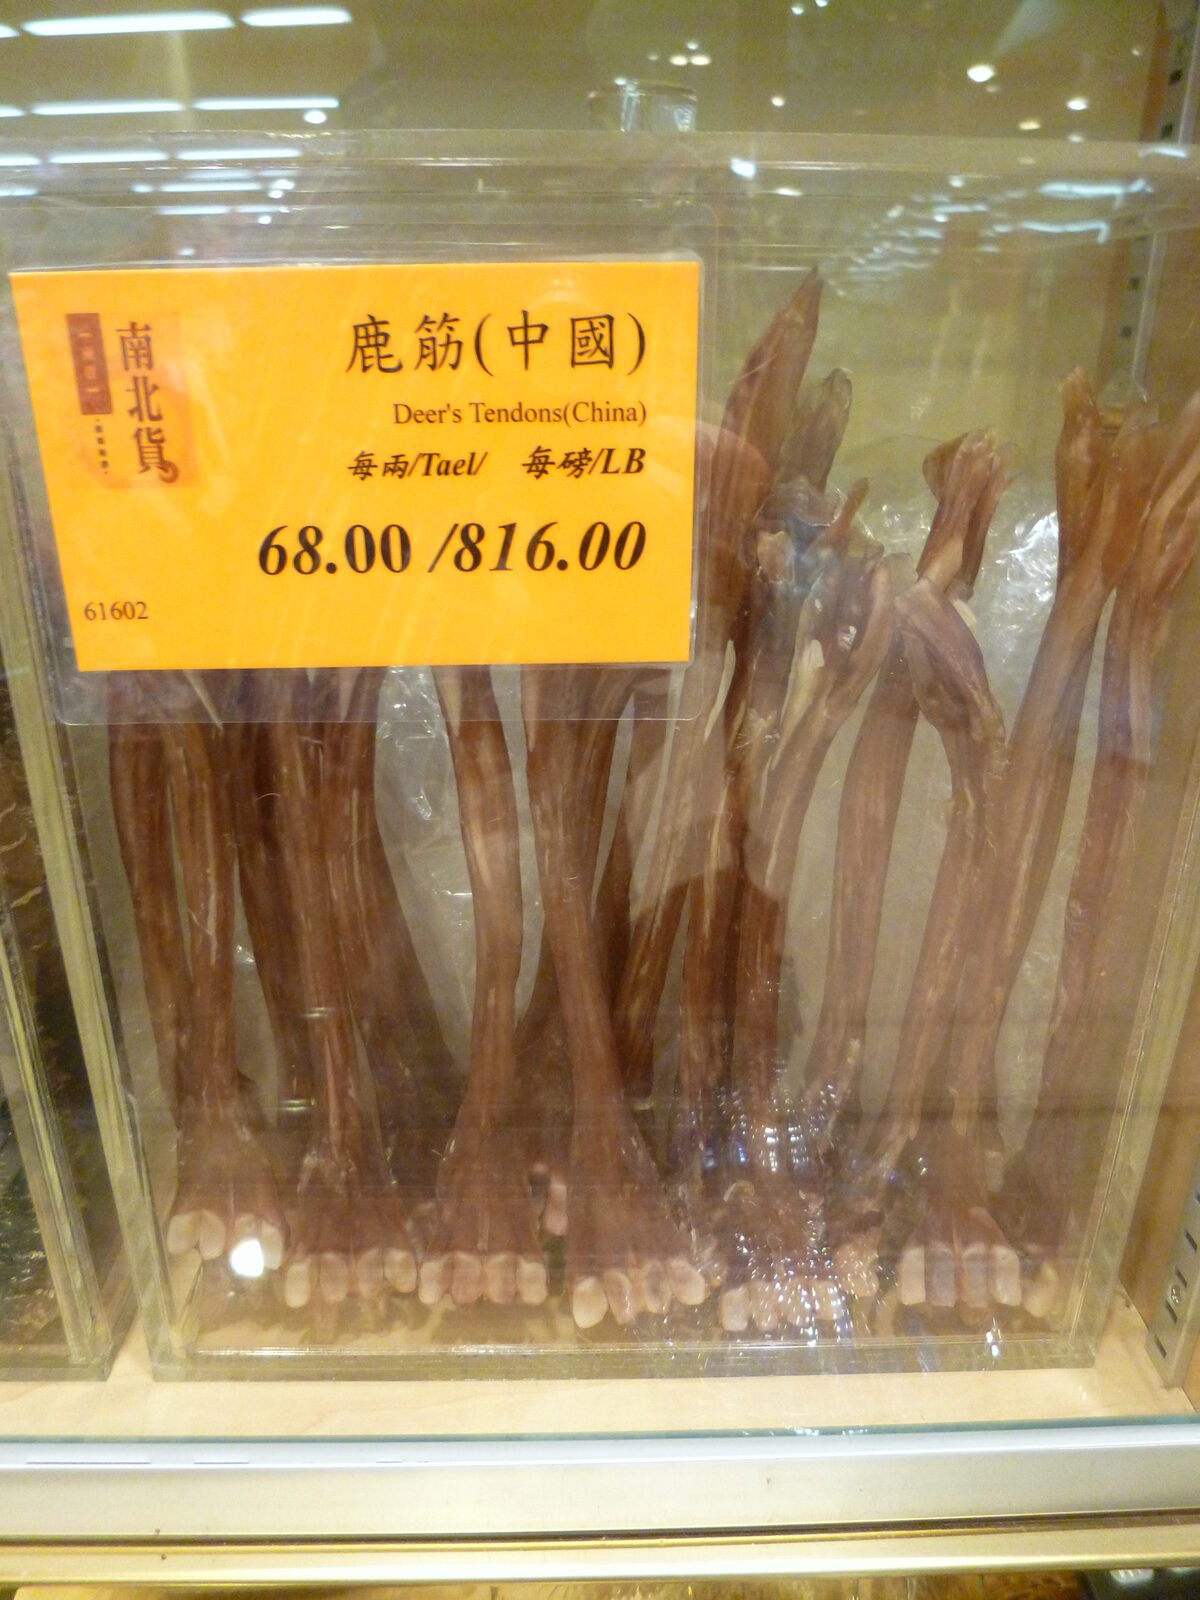 南北貨
鹿筋(中國)
Deer's Tendons(China)
每兩/Tael/ 每磅/LB
68.00 /816.00
61602